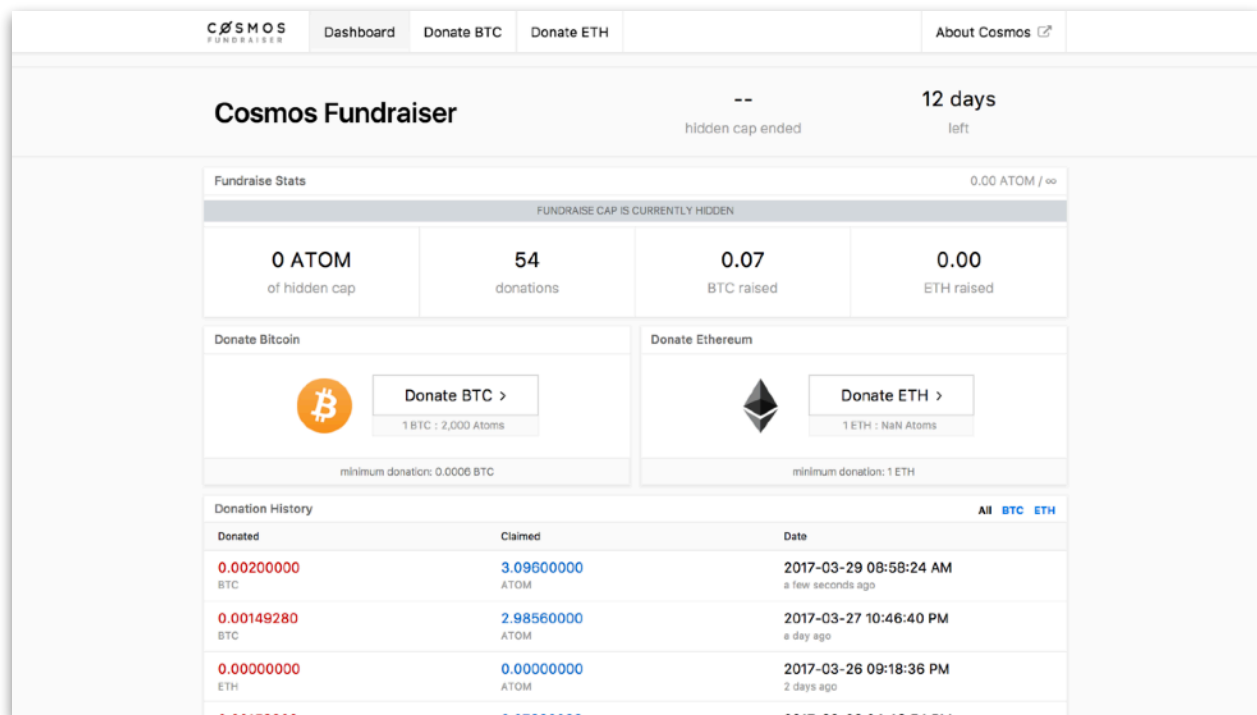 CØSMOS
FUNDRAISER
Dashboard
Donate BTC
Donate ETH
About Cosmos
Cosmos Fundraiser
--
hidden cap ended
12 days
left
Fundraise Stats
0.00 ATOM / ∞
FUNDRAISE CAP IS CURRENTLY HIDDEN
0 ATOM
of hidden cap
54
donations
0.07
BTC raised
0.00
ETH raised
Donate Bitcoin
Donate BTC >
1 BTC : 2,000 Atoms
minimum donation: 0.0006 BTC
Donate Ethereum
Donate ETH >
1 ETH : NaN Atoms
minimum donation: 1 ETH
Donation History
All BTC ETH
Donated Claimed Date
0.00200000 3.09600000 2017-03-29 08:58:24 AM
BTC ATOM a few seconds ago
0.00149280 2.98560000 2017-03-27 10:46:40 PM
BTC ATOM a day ago
0.00000000 0.00000000 2017-03-26 09:18:36 PM
ETH ATOM 2 days ago